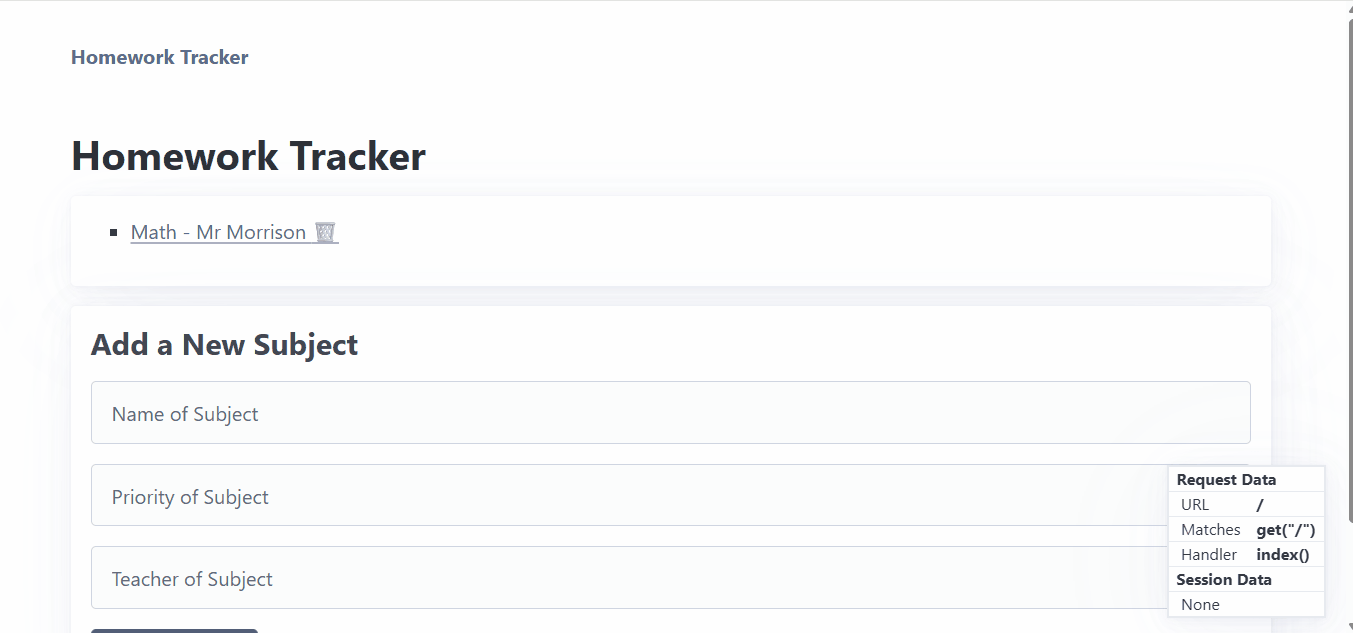 Homework Tracker
Homework Tracker
Math - Mr Morrison
Add a New Subject
Name of Subject
Priority of Subject
Teacher of Subject
Request Data
URL /
Matches get("/")
Handler index()
Session Data
None